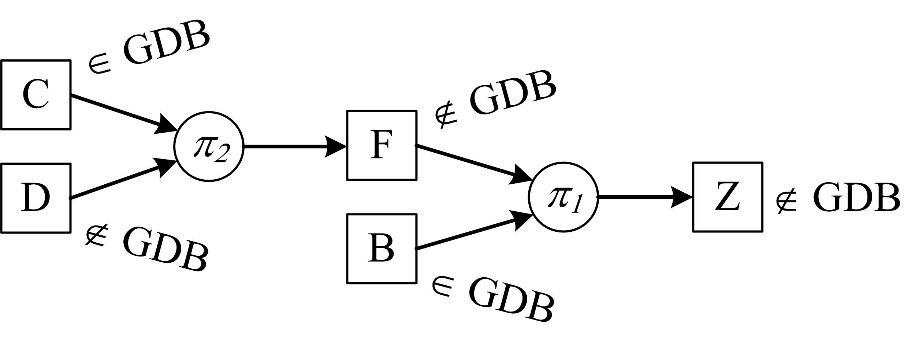 C ∈ GDB
D ∉ GDB
π2
F ∉ GDB
B ∈ GDB
π1
Z ∉ GDB